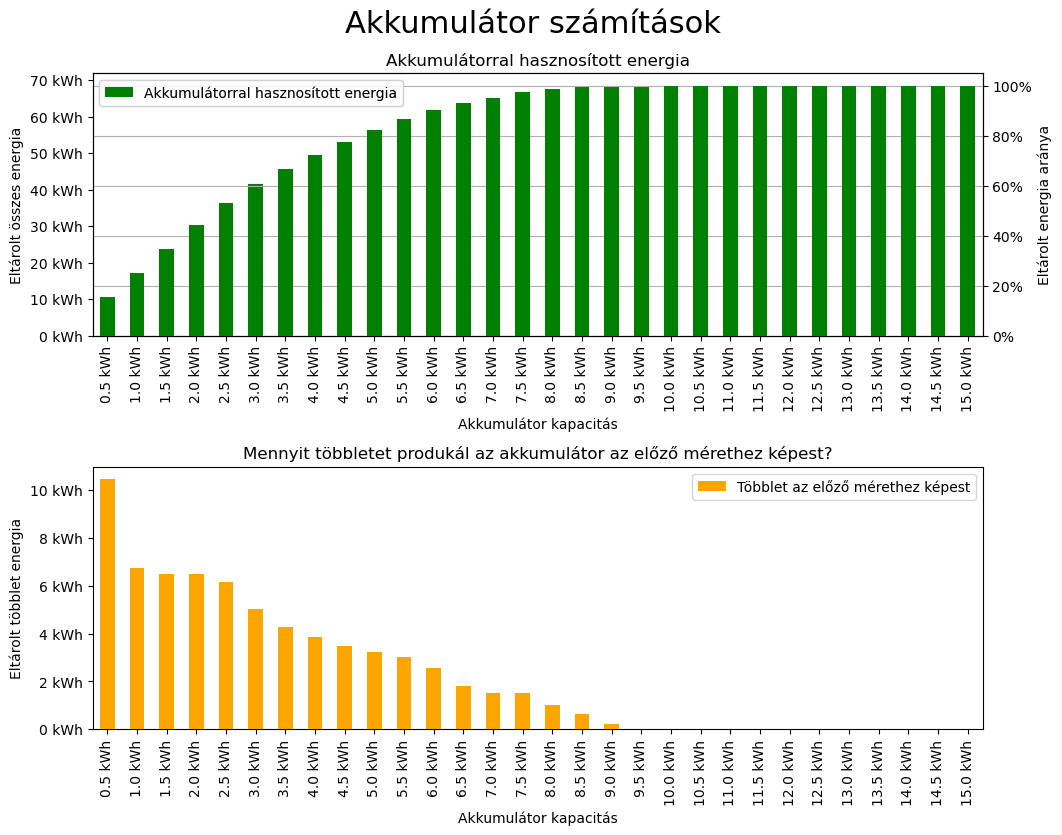 Akkumulátor számítások
Akkumulátorral hasznosított energia
Akkumulátorral hasznosított energia
Eltárolt összes energia
70 kWh
60 kWh
50 kWh
40 kWh
30 kWh
20 kWh
10 kWh
0 kWh
100%
80%
60%
40%
20%
0%
Eltárolt energia aránya
0.5 kWh
1.0 kWh
1.5 kWh
2.0 kWh
2.5 kWh
3.0 kWh
3.5 kWh
4.0 kWh
4.5 kWh
5.0 kWh
5.5 kWh
6.0 kWh
6.5 kWh
7.0 kWh
7.5 kWh
8.0 kWh
8.5 kWh
9.0 kWh
9.5 kWh
10.0 kWh
10.5 kWh
11.0 kWh
11.5 kWh
12.0 kWh
12.5 kWh
13.0 kWh
13.5 kWh
14.0 kWh
14.5 kWh
15.0 kWh
Akkumulátor kapacitás
Mennyit többletet produkál az akkumulátor az előző mérethez képest?
Többlet az előző mérethez képest
Eltárolt többlet energia
10 kWh
8 kWh
6 kWh
4 kWh
2 kWh
0 kWh
0.5 kWh
1.0 kWh
1.5 kWh
2.0 kWh
2.5 kWh
3.0 kWh
3.5 kWh
4.0 kWh
4.5 kWh
5.0 kWh
5.5 kWh
6.0 kWh
6.5 kWh
7.0 kWh
7.5 kWh
8.0 kWh
8.5 kWh
9.0 kWh
9.5 kWh
10.0 kWh
10.5 kWh
11.0 kWh
11.5 kWh
12.0 kWh
12.5 kWh
13.0 kWh
13.5 kWh
14.0 kWh
14.5 kWh
15.0 kWh
Akkumulátor kapacitás